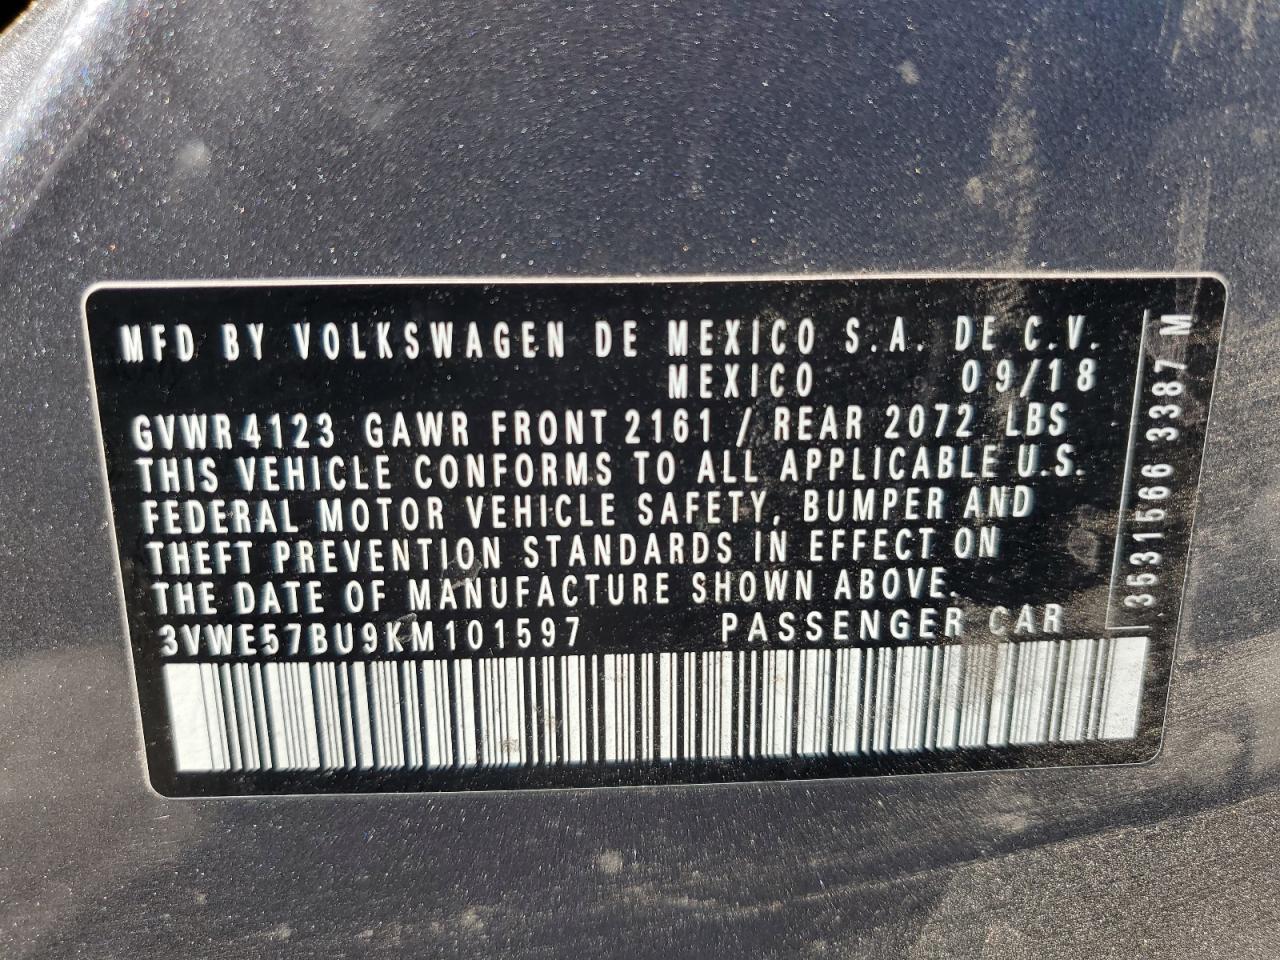 MFD BY VOLKSWAGEN DE MEXICO S.A. DE C.V.
MEXICO 09/18
GVWR 4123 GAWR FRONT 2161 / REAR 2072 LBS
THIS VEHICLE CONFORMS TO ALL APPLICABLE U.S.
FEDERAL MOTOR VEHICLE SAFETY, BUMPER AND
THEFT PREVENTION STANDARDS IN EFFECT ON
THE DATE OF MANUFACTURE SHOWN ABOVE.
3VWE57BU9KM101597 PASSENGER CAR
3531566 3387 M